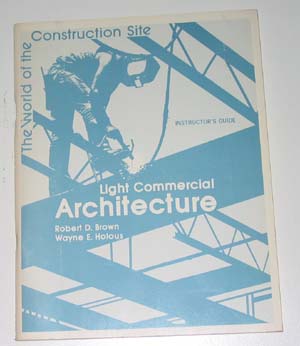 The World of the
Construction Site
INSTRUCTOR'S GUIDE
Light Commercial
Architecture
Robert D. Brown
Wayne E. Holous